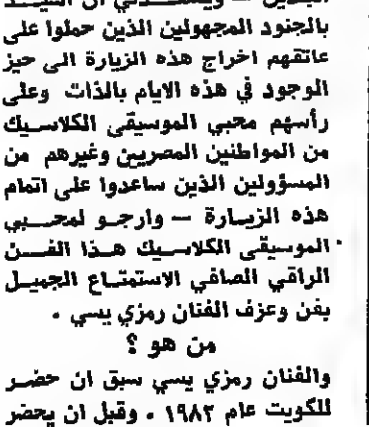 ان
بالجنود المجهولين الذين حملوا على
عاتقهم اخراج هذه الزيارة الى حيز
الوجود في هذه الايام بالذات وعلى
رأسهم محبي الموسيقى الكلاسيك
من المواطنين المصريين وغيرهم من
المسؤولين الذين ساعدوا على اتمام
هذه الزيارة — وارجو لمحبي
الموسيقى الكلاسيك هذا الفن
الراقي الصافي الاستمتاع الجميل
بفن وعزف الفنان رمزي يسي .
من هو ؟
والفنان رمزي يسي سبق ان حضر
للكويت عام ١٩٨٢ . وقبل ان يحضر